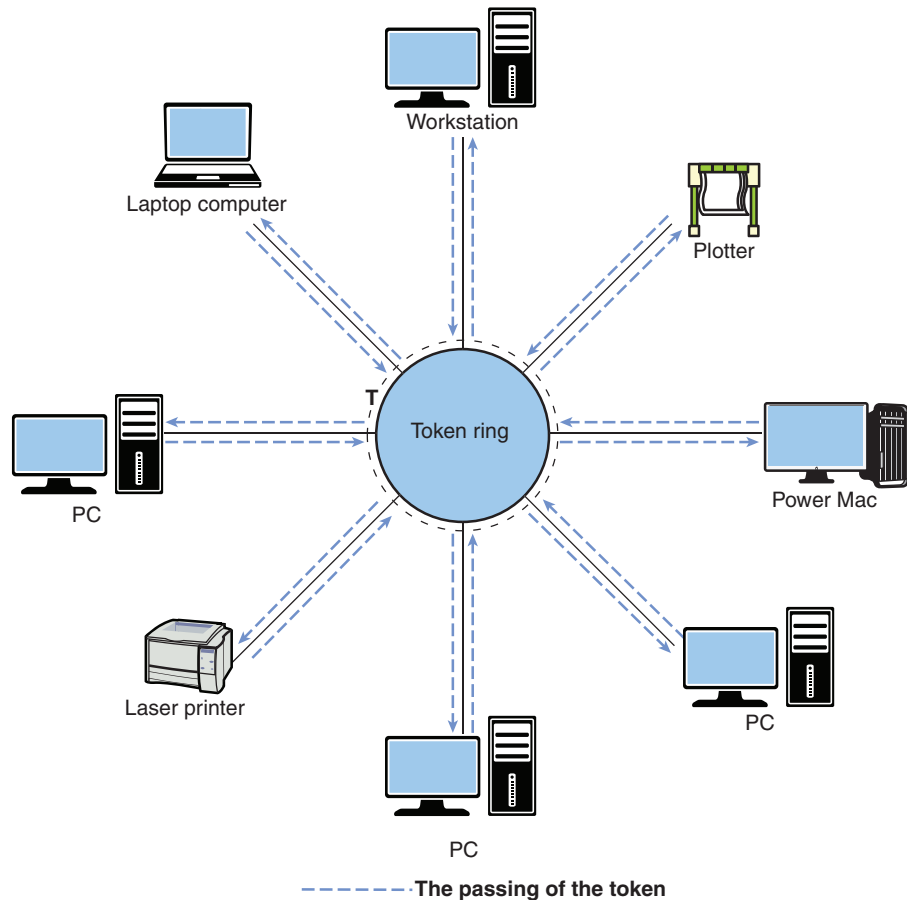 Workstation
Laptop computer
Plotter
T
Token ring
PC
Power Mac
Laser printer
PC
PC
The passing of the token